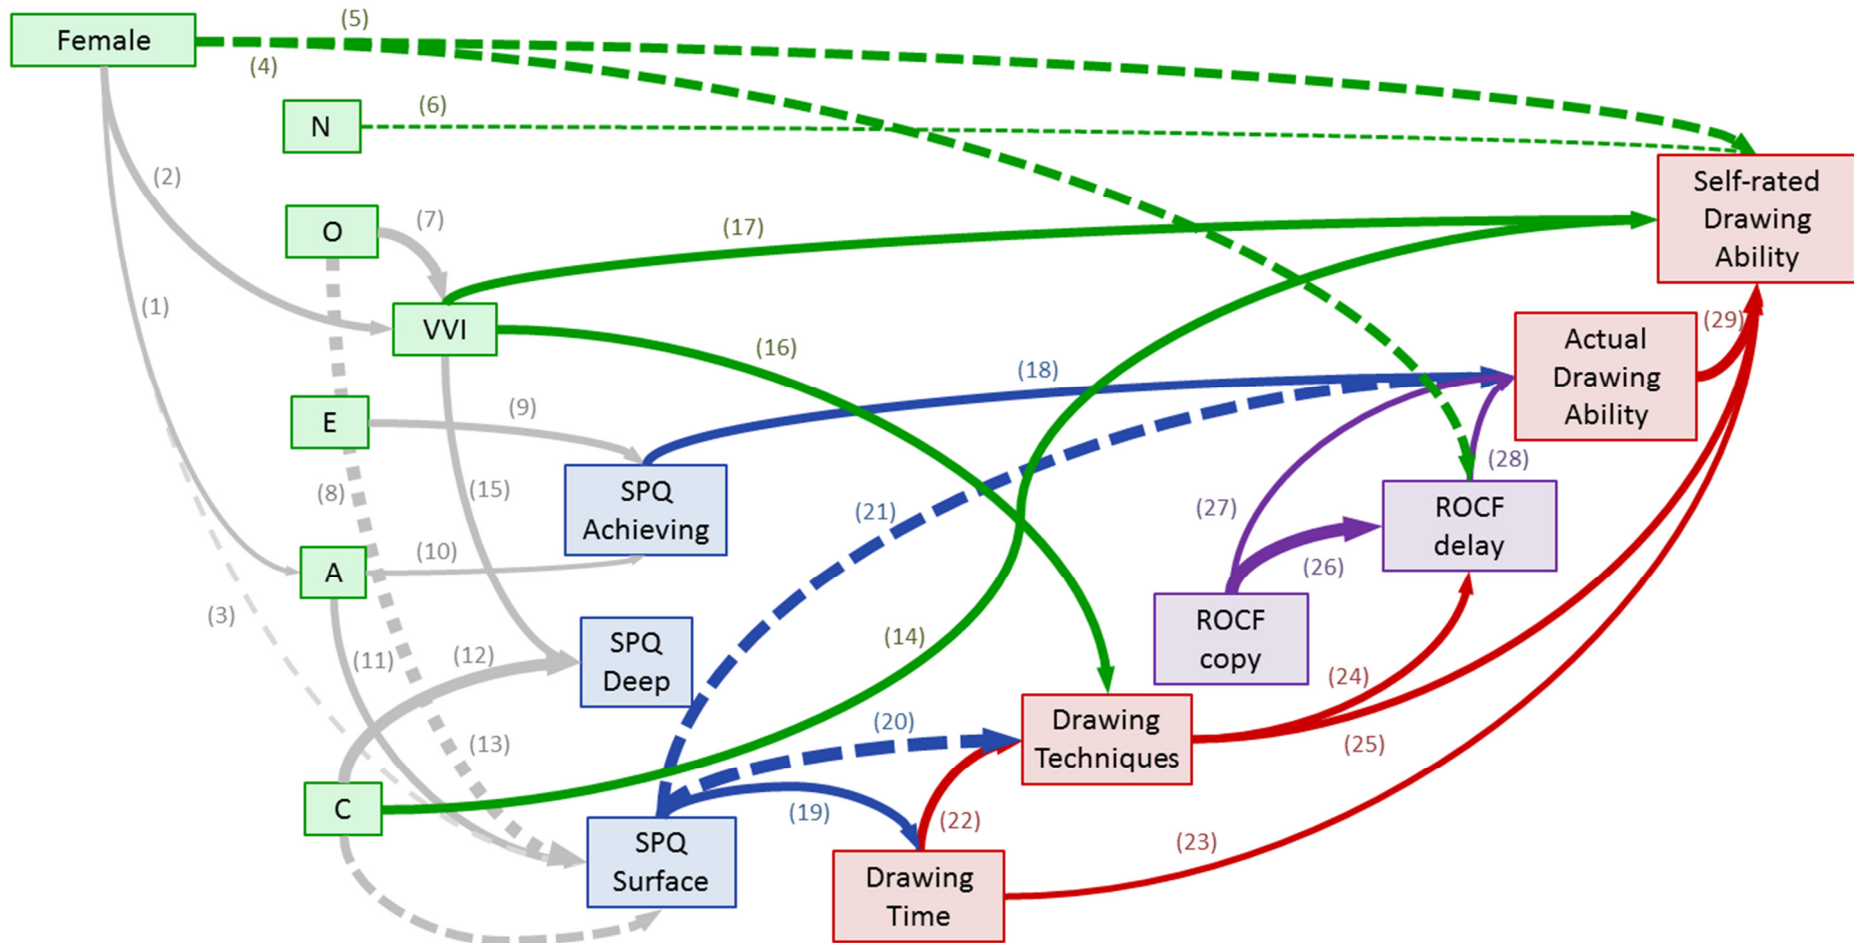 Female
(5)
(4)
N
(6)
(2)
O
(7)
(17)
Self-rated
Drawing
Ability
(1)
VVI
(16)
(29)
Actual
Drawing
Ability
(18)
E
(9)
(8)
(15)
SPQ
Achieving
(21)
(27)
(28)
ROCF
delay
(26)
A
(10)
(3)
(11)
(12)
SPQ
Deep
(14)
ROCF
copy
(24)
(13)
(20)
Drawing
Techniques
(25)
C
(19)
(22)
(23)
SPQ
Surface
Drawing
Time